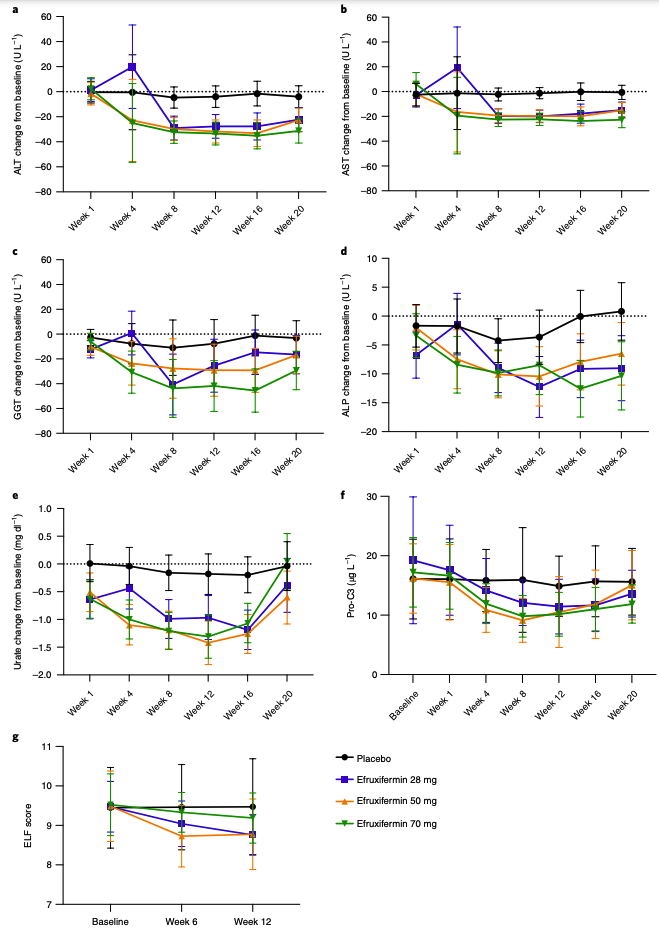 a
ALT change from baseline (U L⁻¹)
60
40
20
0
−20
−40
−60
−80
Week 1
Week 4
Week 8
Week 12
Week 16
Week 20
b
AST change from baseline (U L⁻¹)
60
40
20
0
−20
−40
−60
−80
Week 1
Week 4
Week 8
Week 12
Week 16
Week 20
c
GGT change from baseline (U L⁻¹)
60
40
20
0
−20
−40
−60
−80
Week 1
Week 4
Week 8
Week 12
Week 16
Week 20
d
ALP change from baseline (U L⁻¹)
10
5
0
−5
−10
−15
−20
Week 1
Week 4
Week 8
Week 12
Week 16
Week 20
e
Urate change from baseline (mg dl⁻¹)
1.0
0.5
0.0
−0.5
−1.0
−1.5
−2.0
Week 1
Week 4
Week 8
Week 12
Week 16
Week 20
f
Pro-C3 (µg L⁻¹)
30
20
10
0
Baseline
Week 1
Week 4
Week 8
Week 12
Week 16
Week 20
g
ELF score
11
10
9
8
7
Baseline
Week 6
Week 12
Placebo
Efruxifermin 28 mg
Efruxifermin 50 mg
Efruxifermin 70 mg